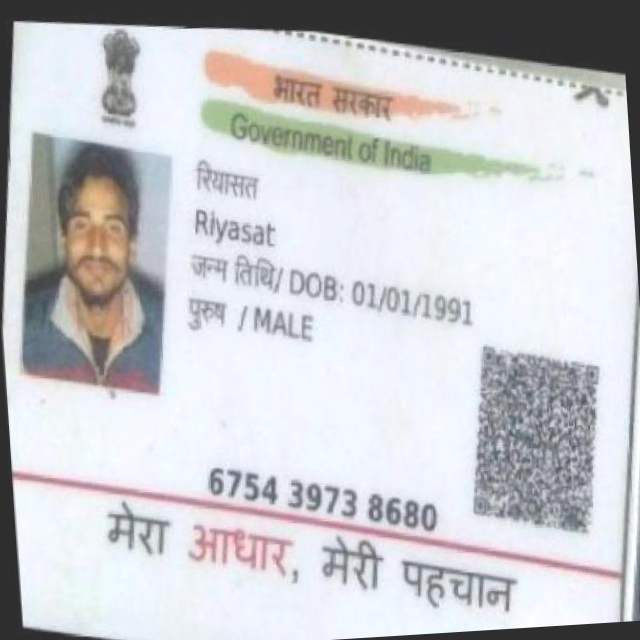 भारत सरकार
Government of India
रियासत
Riyasat
जन्म तिथि/ DOB: 01/01/1991
पुरुष / MALE
6754 3973 8680
मेरा आधार, मेरी पहचान